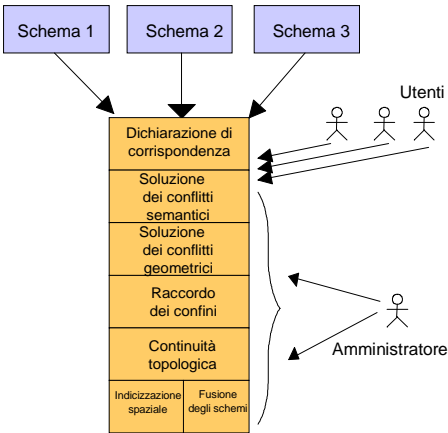 Schema 1
Schema 2
Schema 3
Utenti
Dichiarazione di
corrispondenza
Soluzione
dei conflitti
semantici
Soluzione
dei conflitti
geometrici
Raccordo
dei confini
Amministratore
Continuità
topologica
Indicizzazione
spaziale
Fusione
degli schemi